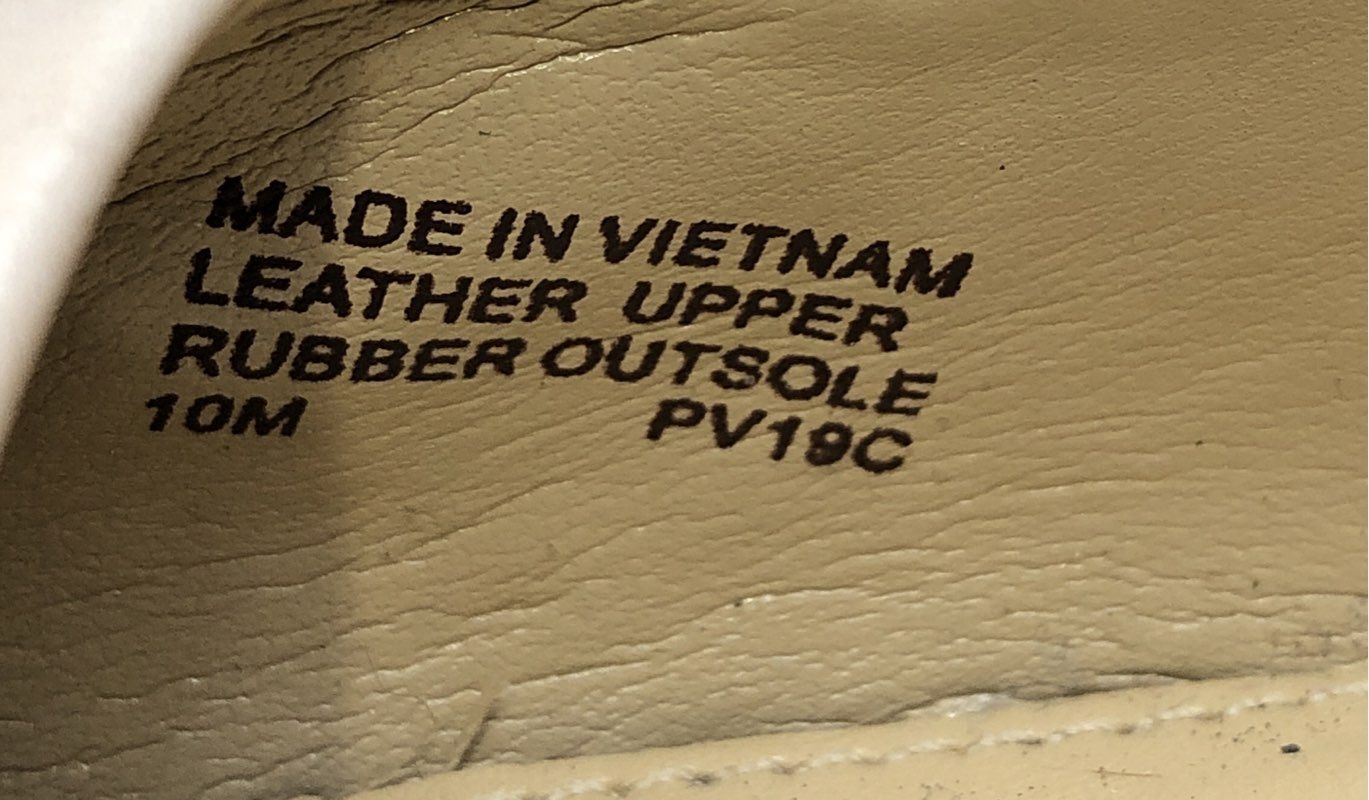 MADE IN VIETNAM
LEATHER UPPER
RUBBER OUTSOLE
10M PV19C